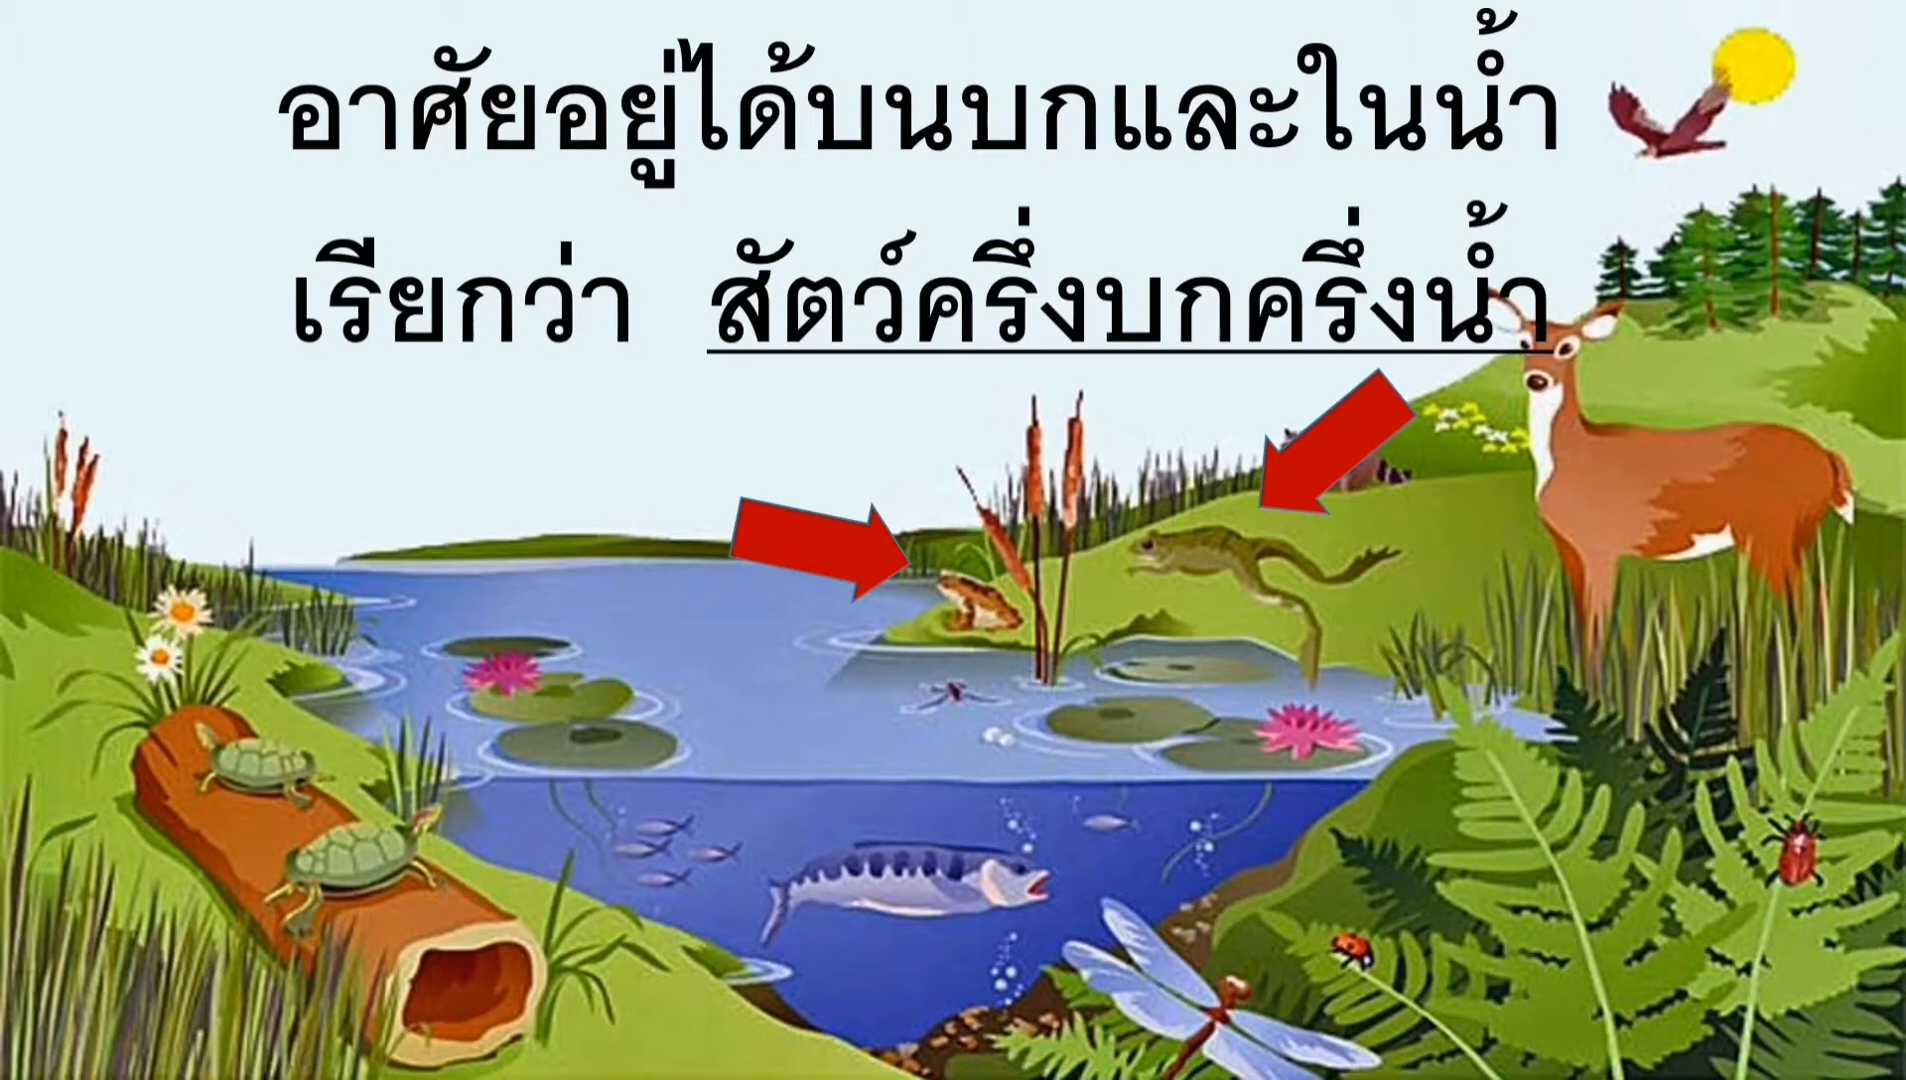 อาศัยอยู่ได้บนบกและในน้ำ
เรียกว่า สัตว์ครึ่งบกครึ่งน้ำ